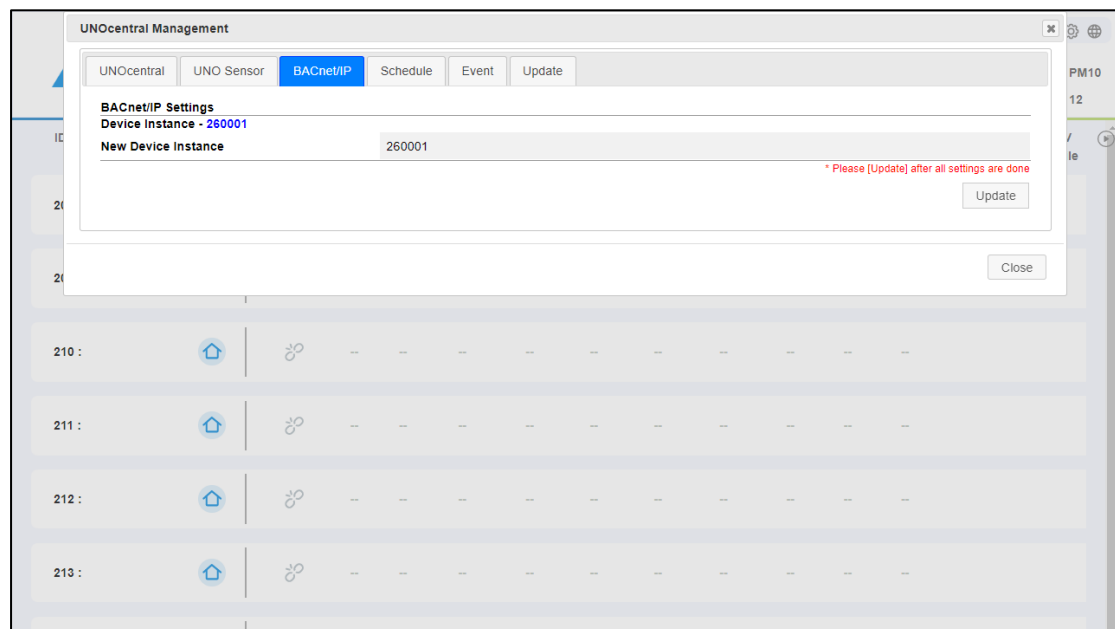 UNOcentral Management
UNOcentral UNO Sensor BACnet/IP Schedule Event Update
PM10
BACnet/IP Settings
12
Device Instance - 260001
New Device Instance 260001
* Please [Update] after all settings are done
Update
Close
210 : -- -- -- -- -- -- -- -- --
211 : -- -- -- -- -- -- -- -- --
212 : -- -- -- -- -- -- -- -- --
213 : -- -- -- -- -- -- -- -- --